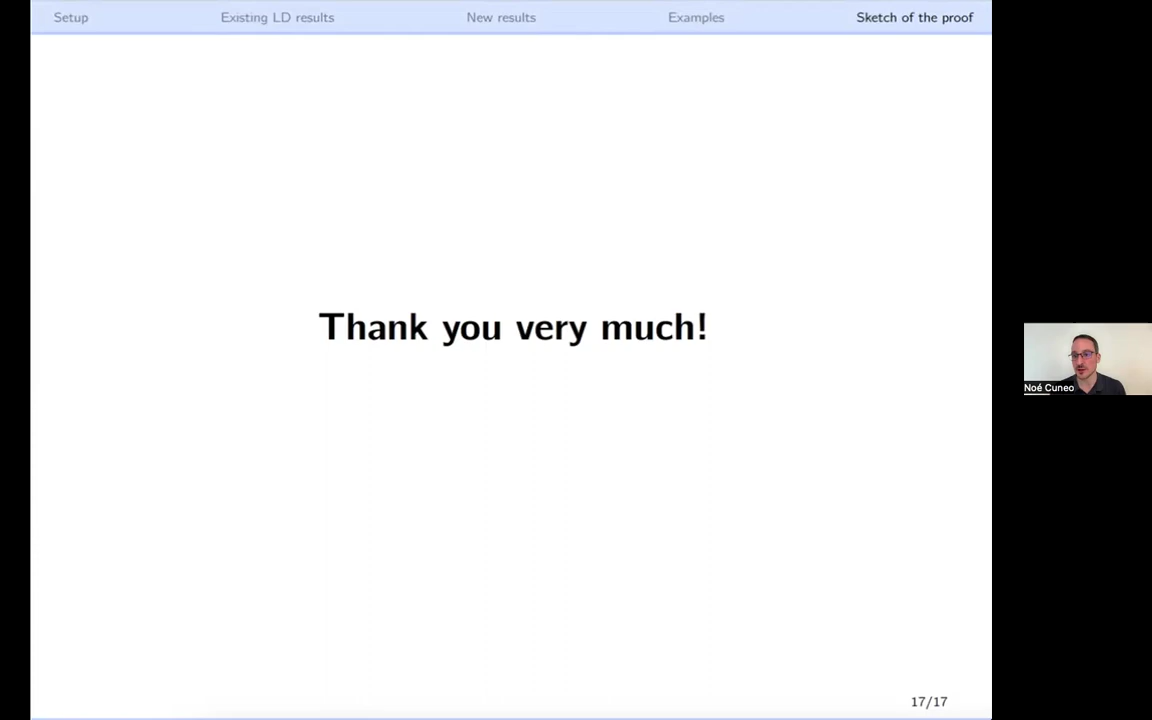 Setup Existing LD results New results Examples Sketch of the proof
Thank you very much!
Noé Cuneo
17/17